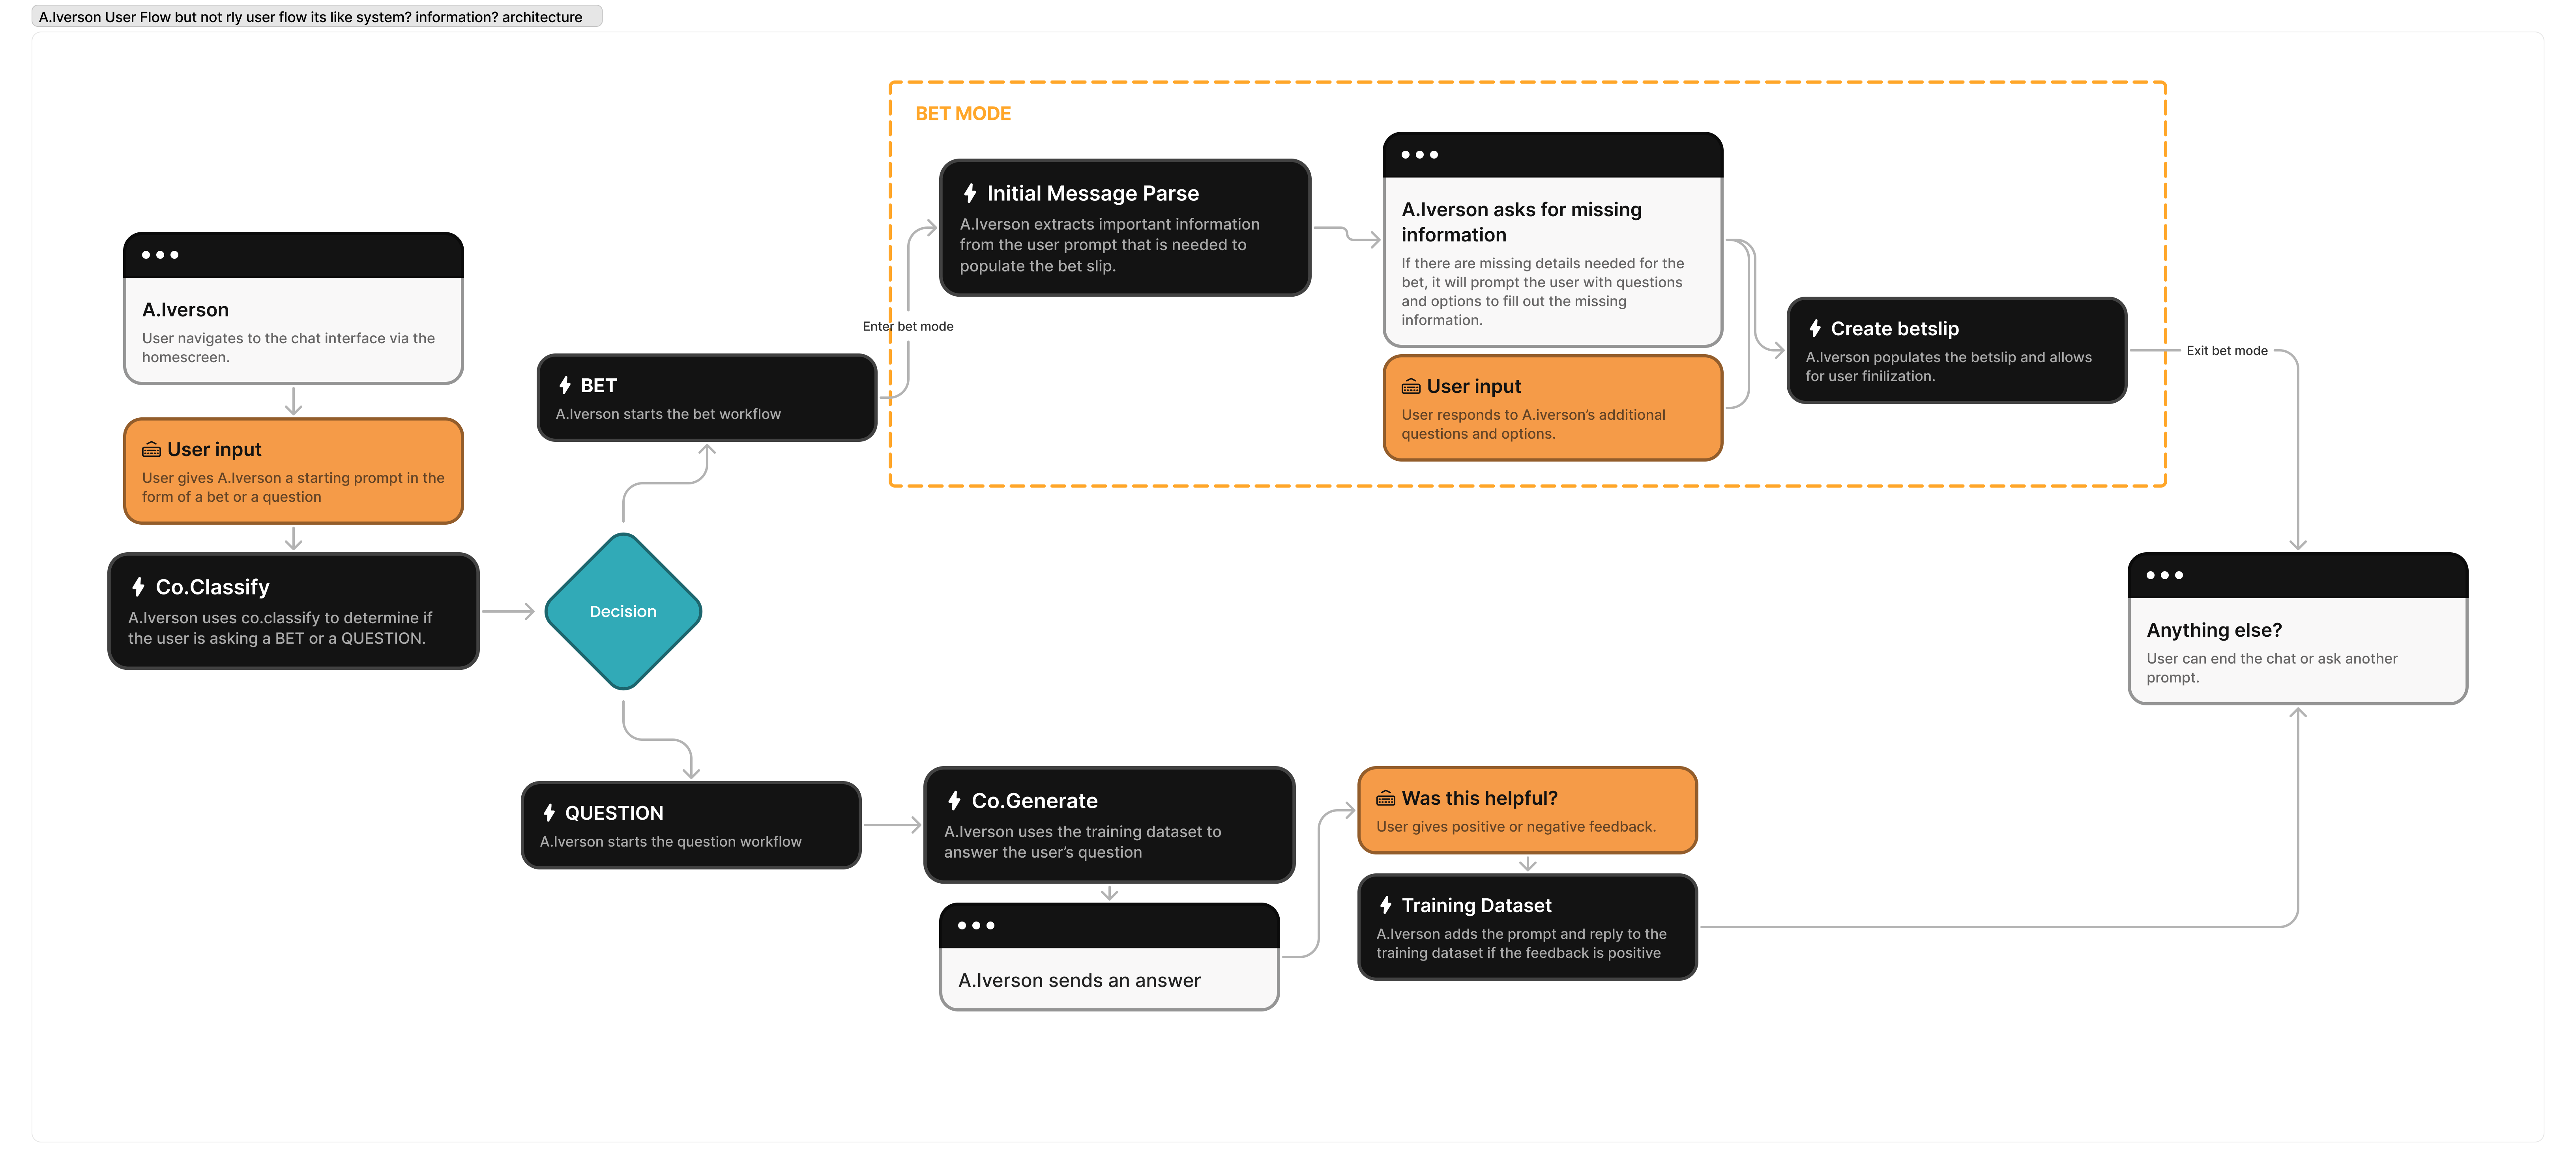 A.Iverson User Flow but not rly user flow its like system? information? architecture
BET MODE
Initial Message Parse
A.Iverson extracts important information
from the user prompt that is needed to
populate the bet slip.
A.Iverson asks for missing
information
If there are missing details needed for the
bet, it will prompt the user with questions
and options to fill out the missing
information.
User input
User responds to A.iverson’s additional
questions and options.
Create betslip
A.Iverson populates the betslip and allows
for user finilization.
Enter bet mode
Exit bet mode
A.Iverson
User navigates to the chat interface via the
homescreen.
User input
User gives A.Iverson a starting prompt in the
form of a bet or a question
Co.Classify
A.Iverson uses co.classify to determine if
the user is asking a BET or a QUESTION.
BET
A.Iverson starts the bet workflow
Decision
QUESTION
A.Iverson starts the question workflow
Co.Generate
A.Iverson uses the training dataset to
answer the user’s question
A.Iverson sends an answer
Was this helpful?
User gives positive or negative feedback.
Training Dataset
A.Iverson adds the prompt and reply to the
training dataset if the feedback is positive
Anything else?
User can end the chat or ask another
prompt.